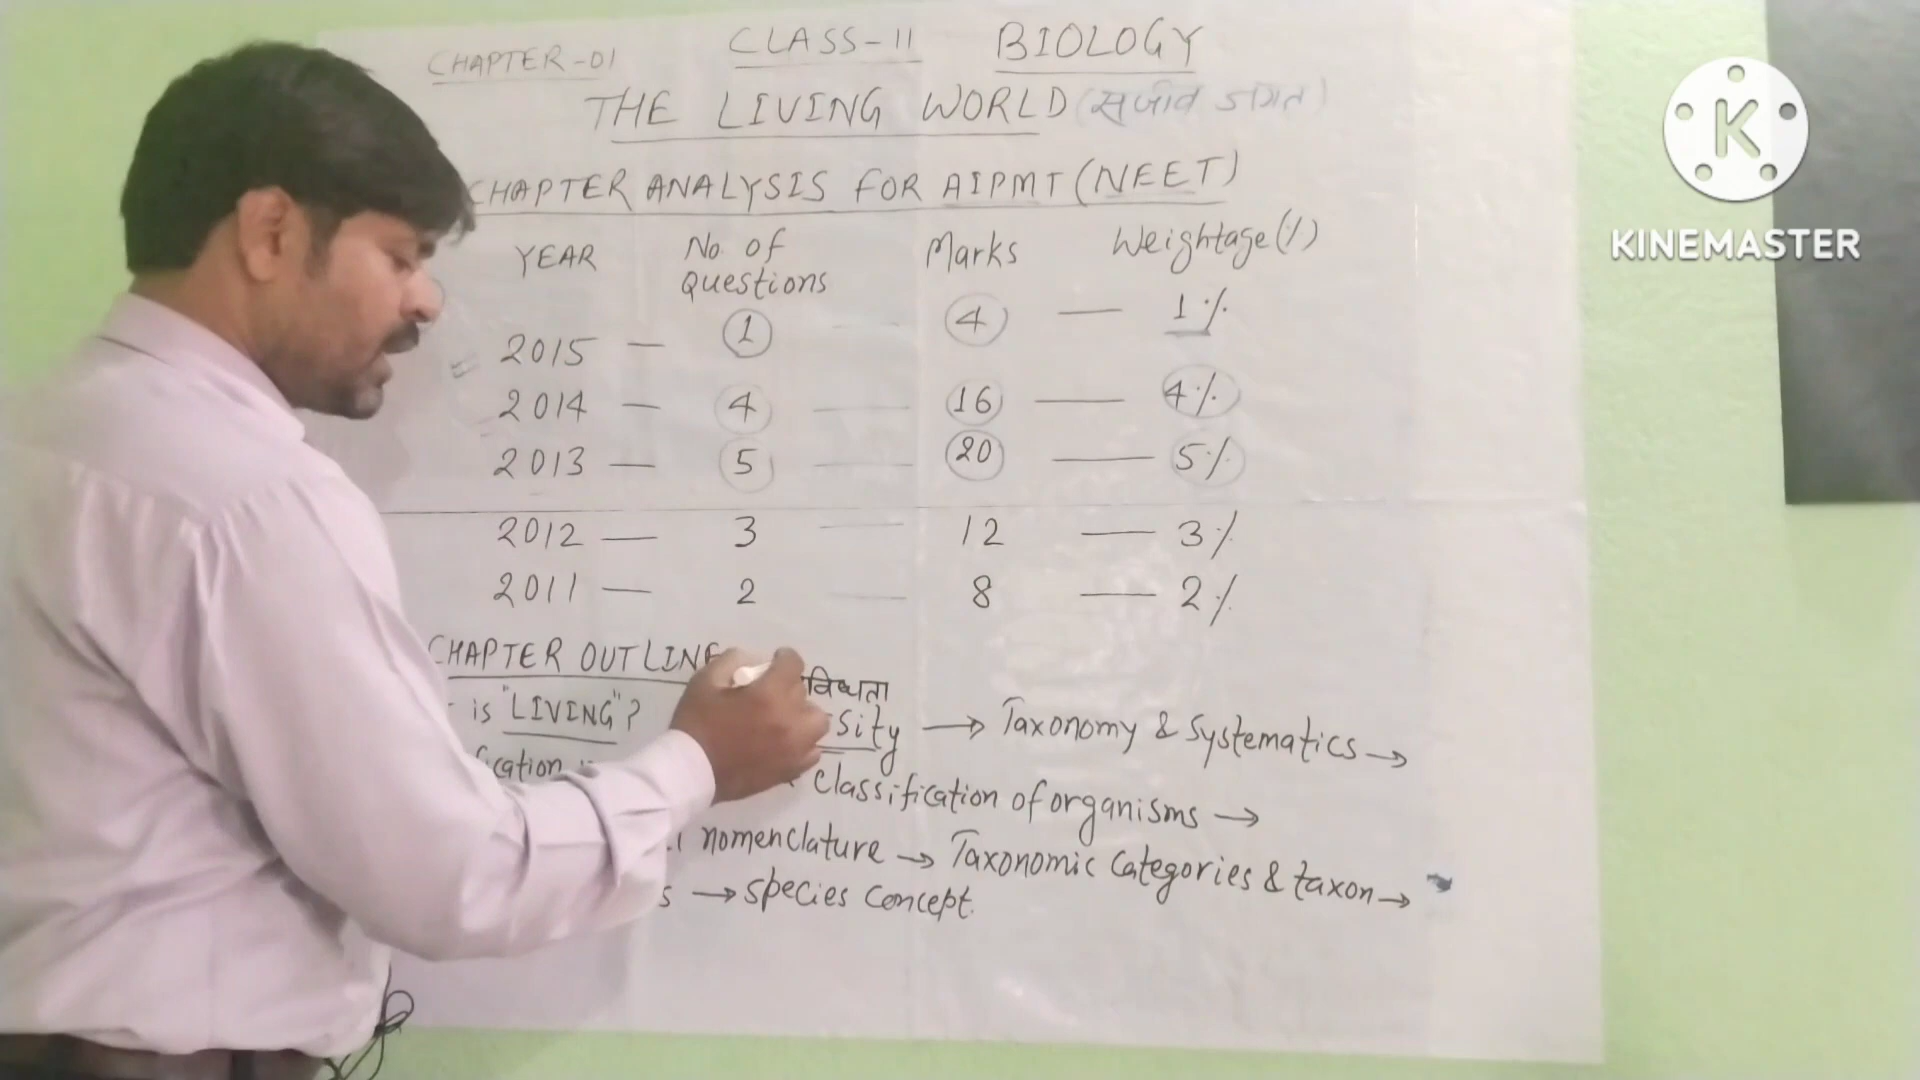 CHAPTER-01 CLASS-11 BIOLOGY
THE LIVING WORLD (सजीव जगत)
CHAPTER ANALYSIS FOR AIPMT (NEET)
YEAR No. of Questions Marks Weightage (%)
2015 — 1 — 4 — 1%
2014 — 4 — 16 — 4%
2013 — 5 — 20 — 5%
2012 — 3 — 12 — 3%
2011 — 2 — 8 — 2%
CHAPTER OUTLINE
is "LIVING"? → Taxonomy & Systematics →
Classification of organisms →
nomenclature → Taxonomic Categories & taxon →
→ species concept.
K
KINEMASTER